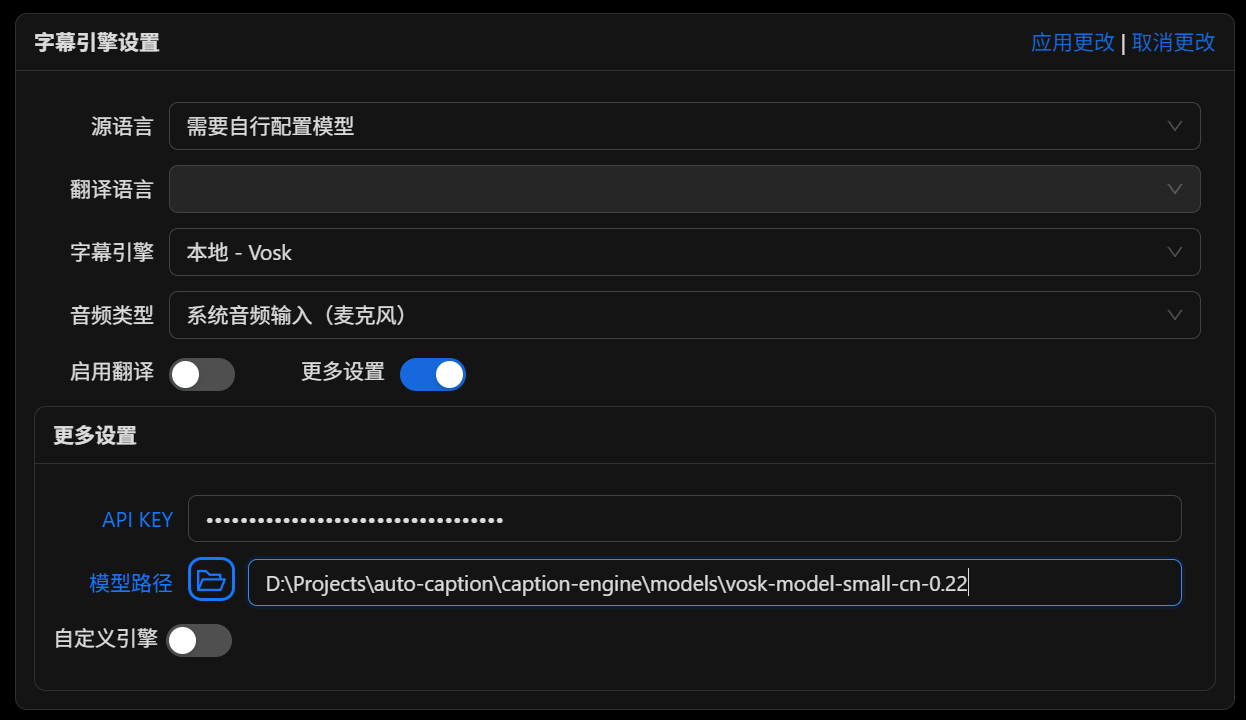 字幕引擎设置 应用更改 | 取消更改
源语言 需要自行配置模型
翻译语言
字幕引擎 本地 - Vosk
音频类型 系统音频输入（麦克风）
启用翻译 更多设置
更多设置
API KEY ••••••••••••••••••••••••••••••••••
模型路径 D:\Projects\auto-caption\caption-engine\models\vosk-model-small-cn-0.22
自定义引擎